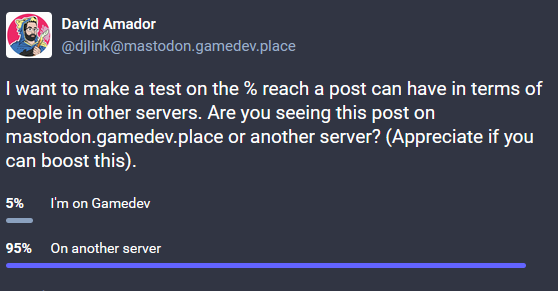 David Amador
@djlink@mastodon.gamedev.place
I want to make a test on the % reach a post can have in terms of
people in other servers. Are you seeing this post on
mastodon.gamedev.place or another server? (Appreciate if you
can boost this).
5% I'm on Gamedev
95% On another server